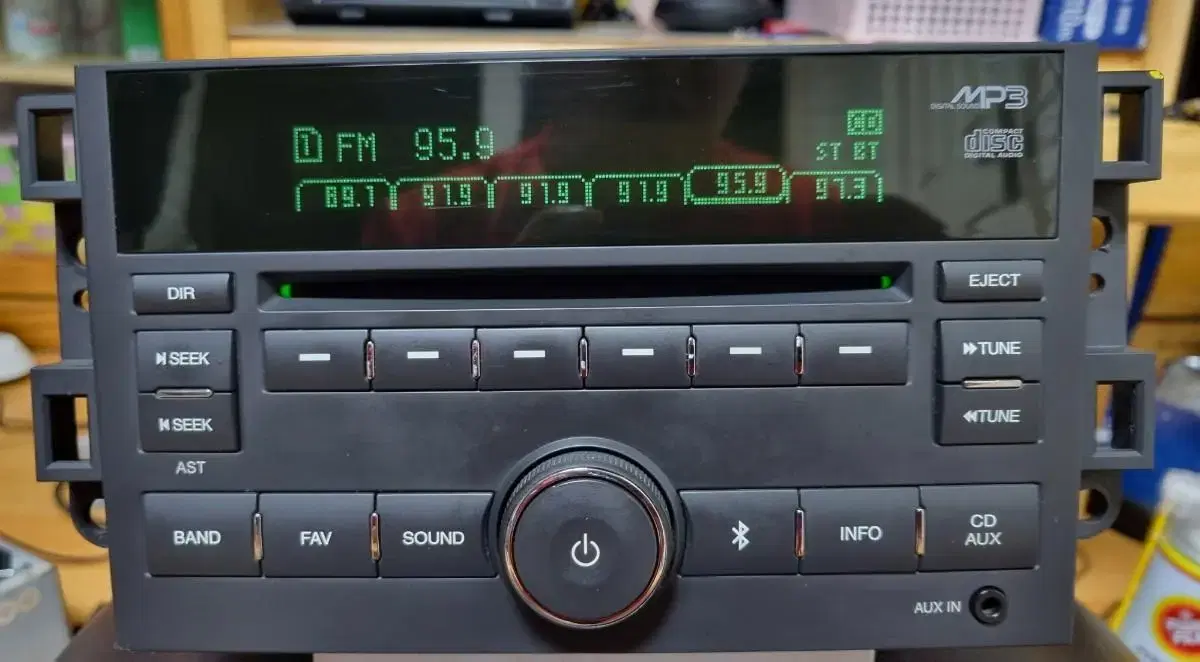 MP3
DIGITAL SOUND
1 FM 95.9
ST BT
COMPACT
disc
DIGITAL AUDIO
89.1 91.9 91.9 91.9 95.9 97.3
DIR
EJECT
SEEK
TUNE
SEEK
TUNE
AST
BAND
FAV
SOUND
INFO
CD
AUX
AUX IN